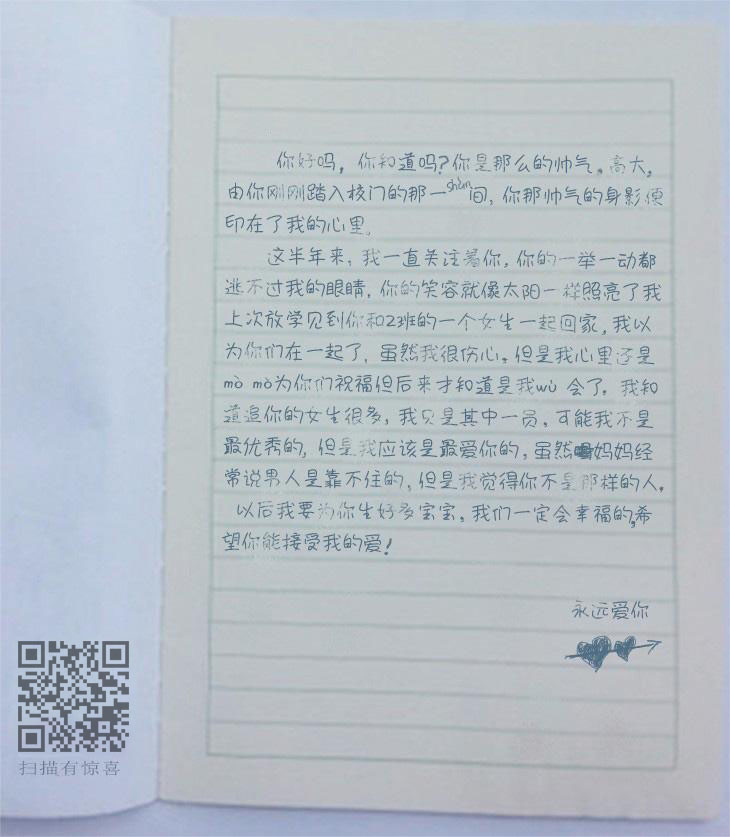 你好吗，你知道吗?你是那么的帅气。高大，
由你刚刚踏入校门的那一shùn间，你那帅气的身影便
印在了我的心里。
这半年来，我一直关注着你，你的一举一动都
逃不过我的眼睛，你的笑容就像太阳一样照亮了我
上次放学见到你和2班的一个女生一起回家，我以
为你们在一起了，虽然我很伤心。但是我心里还是
mò mò为你们祝福但后来才知道是我wù 会了。我知
道追你的女生很多，我只是其中一员，可能我不是
最优秀的，但是我应该是最爱你的，虽然妈妈经
常说男人是靠不住的，但是我觉得你不是那样的人。
以后我要为你生好多宝宝，我们一定会幸福的，希
望你能接受我的爱!
永远爱你
扫描有惊喜